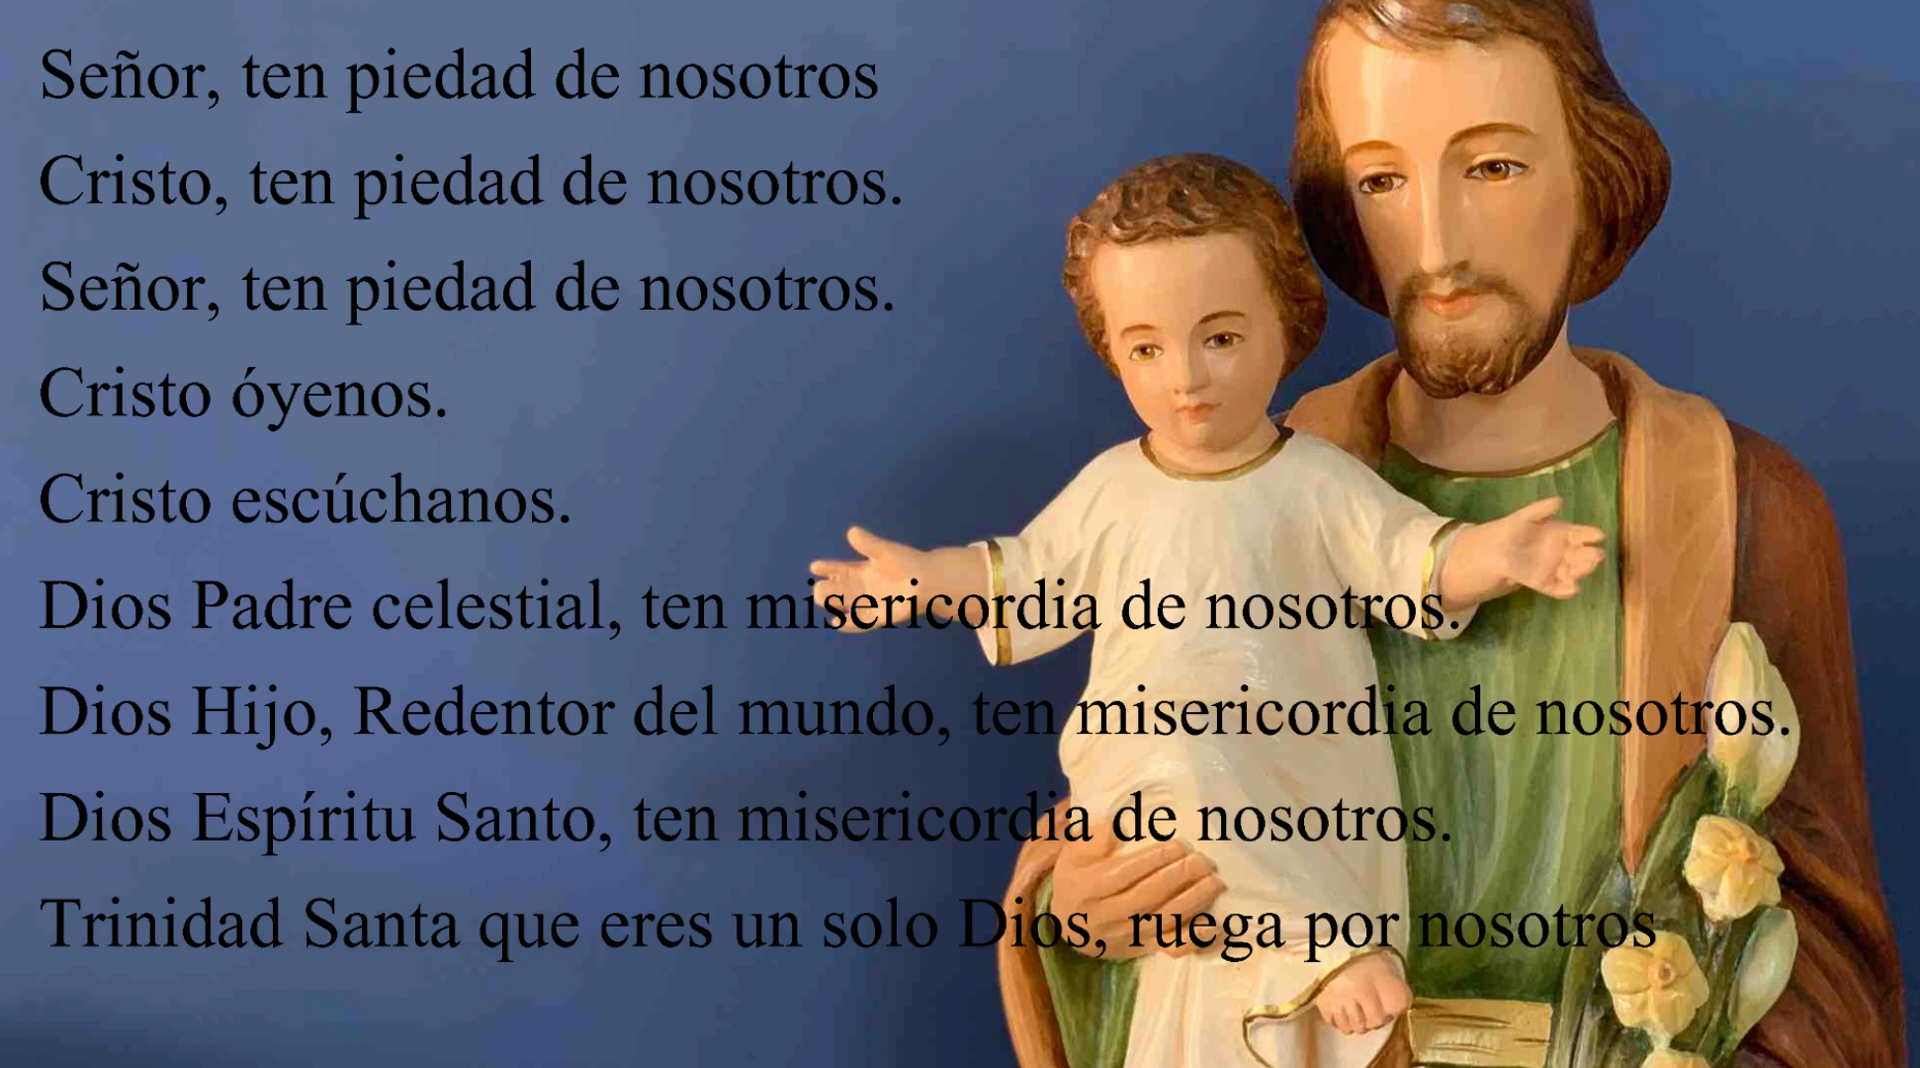 Señor, ten piedad de nosotros
Cristo, ten piedad de nosotros.
Señor, ten piedad de nosotros.
Cristo óyenos.
Cristo escúchanos.
Dios Padre celestial, ten misericordia de nosotros.
Dios Hijo, Redentor del mundo, ten misericordia de nosotros.
Dios Espíritu Santo, ten misericordia de nosotros.
Trinidad Santa que eres un solo Dios, ruega por nosotros